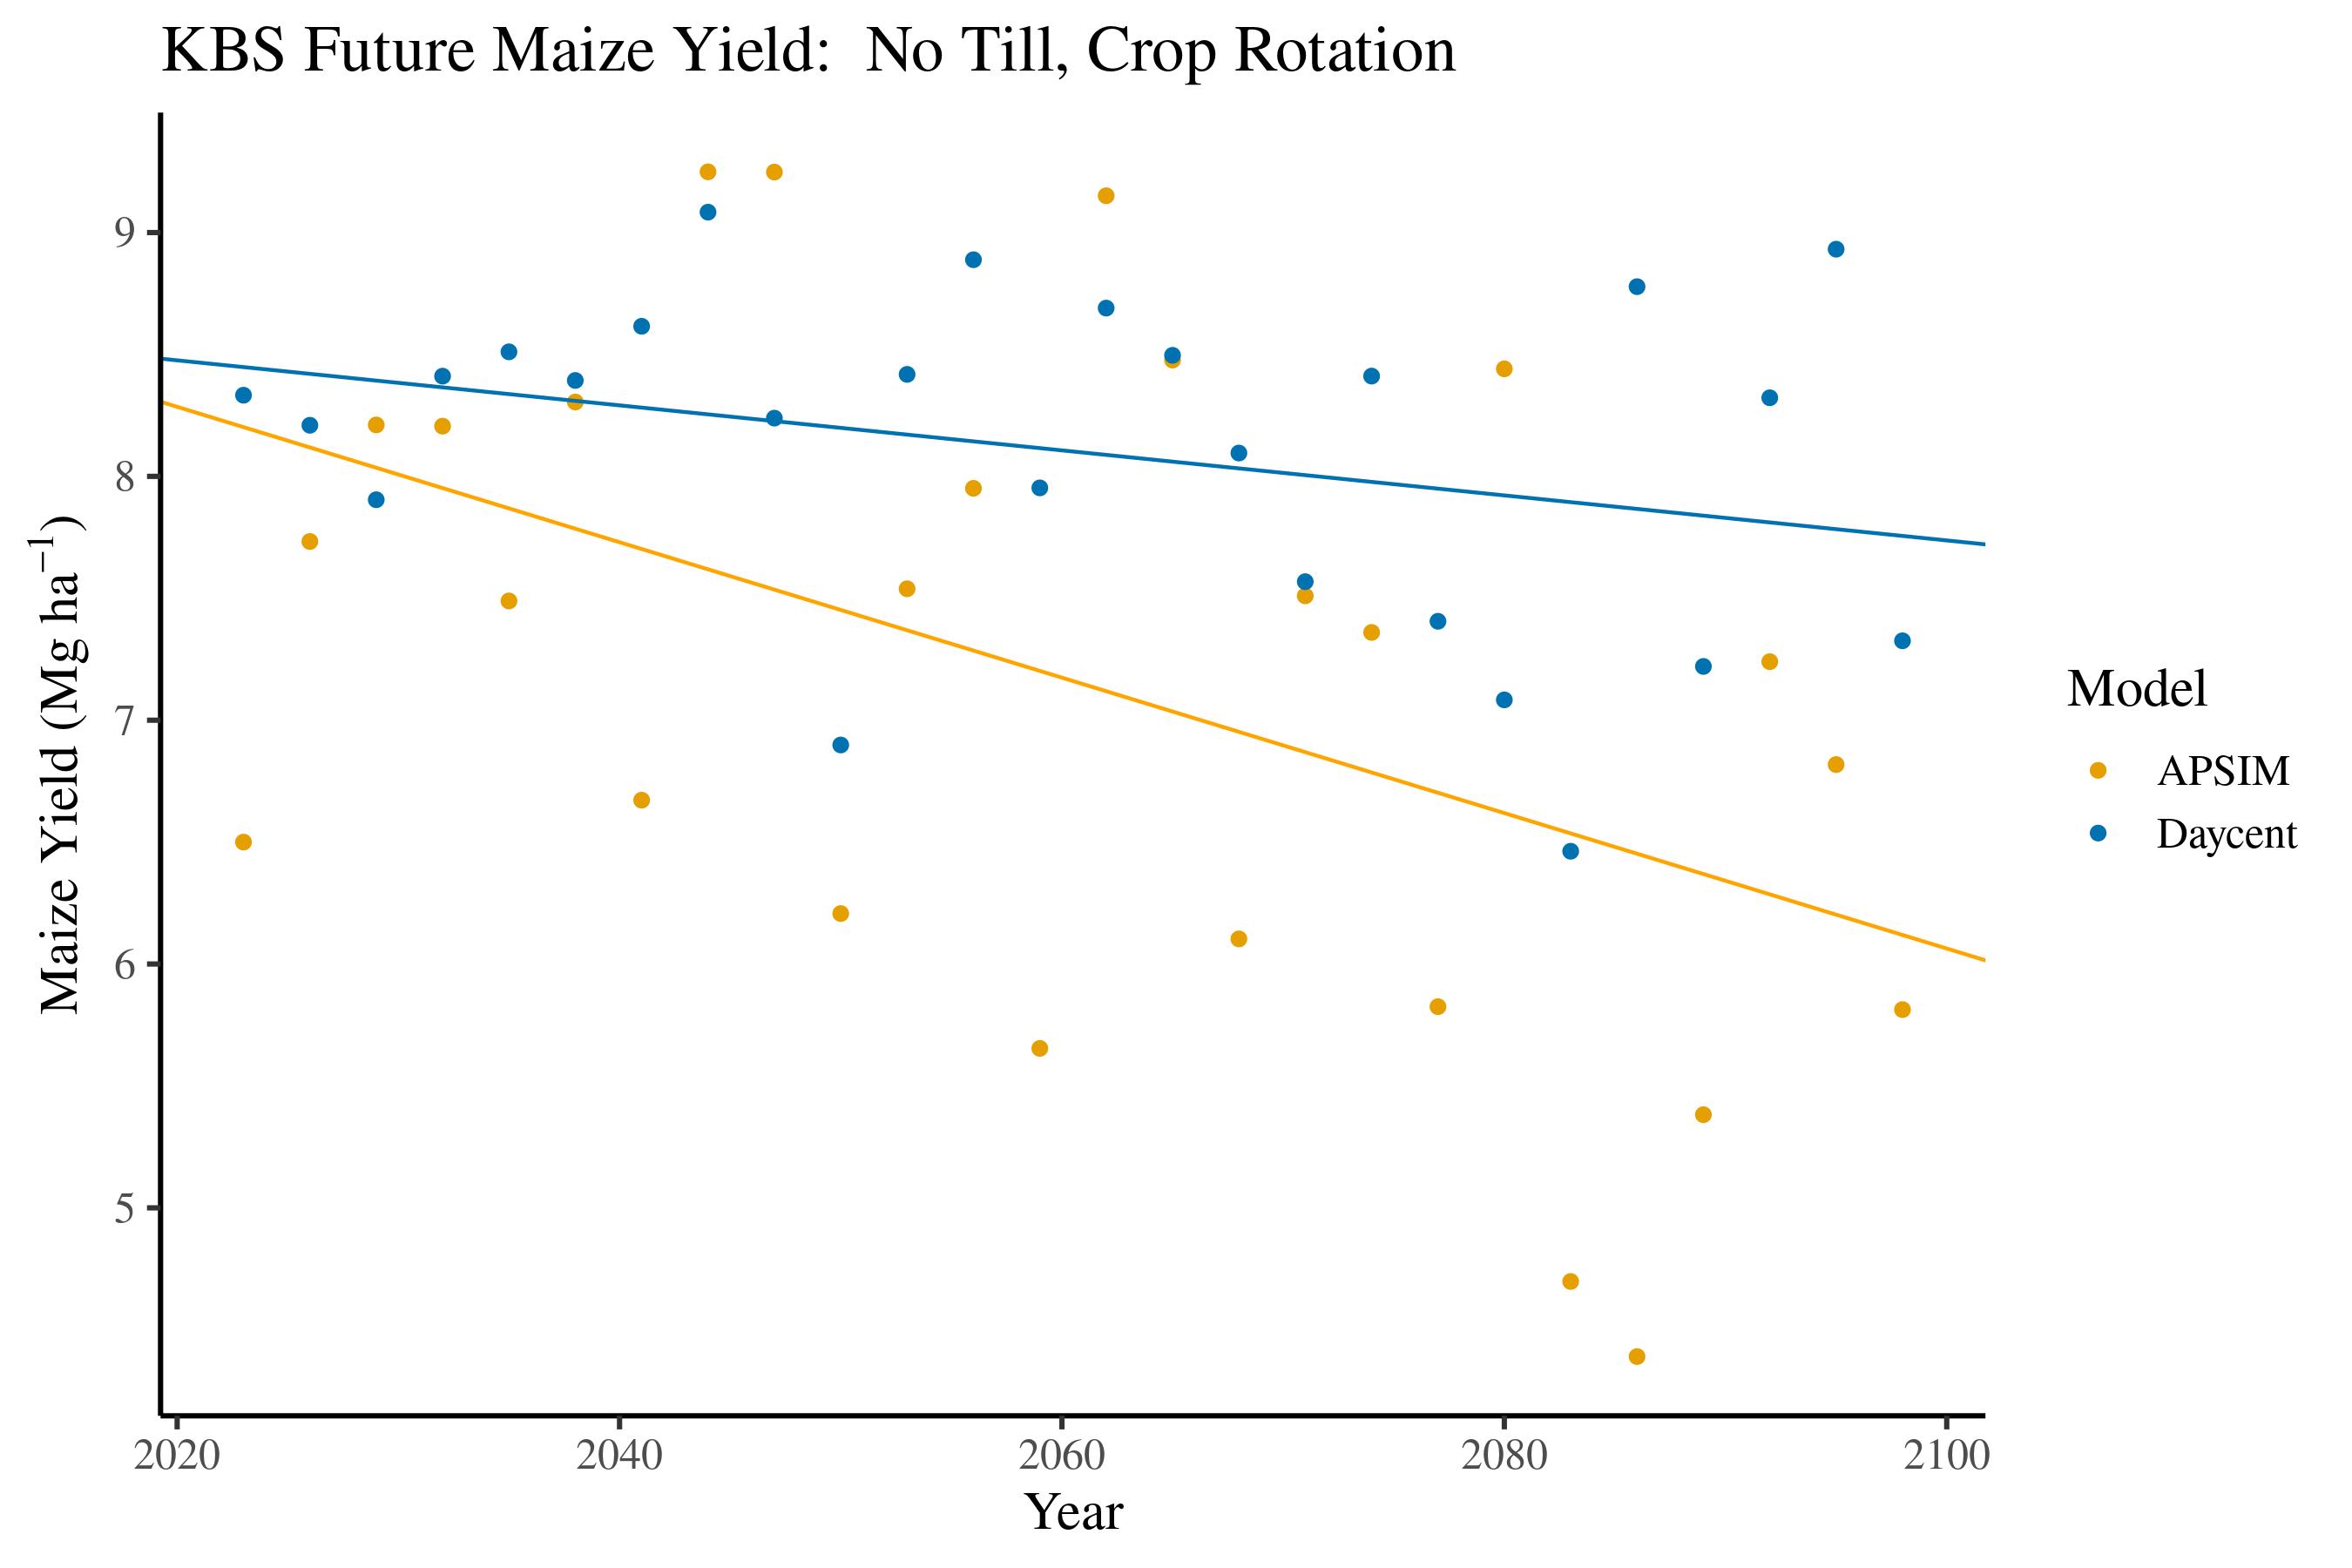 KBS Future Maize Yield:  No Till, Crop Rotation
Maize Yield (Mg ha⁻¹)
9
8
7
6
5
2020 2040 2060 2080 2100
Year
Model
APSIM
Daycent